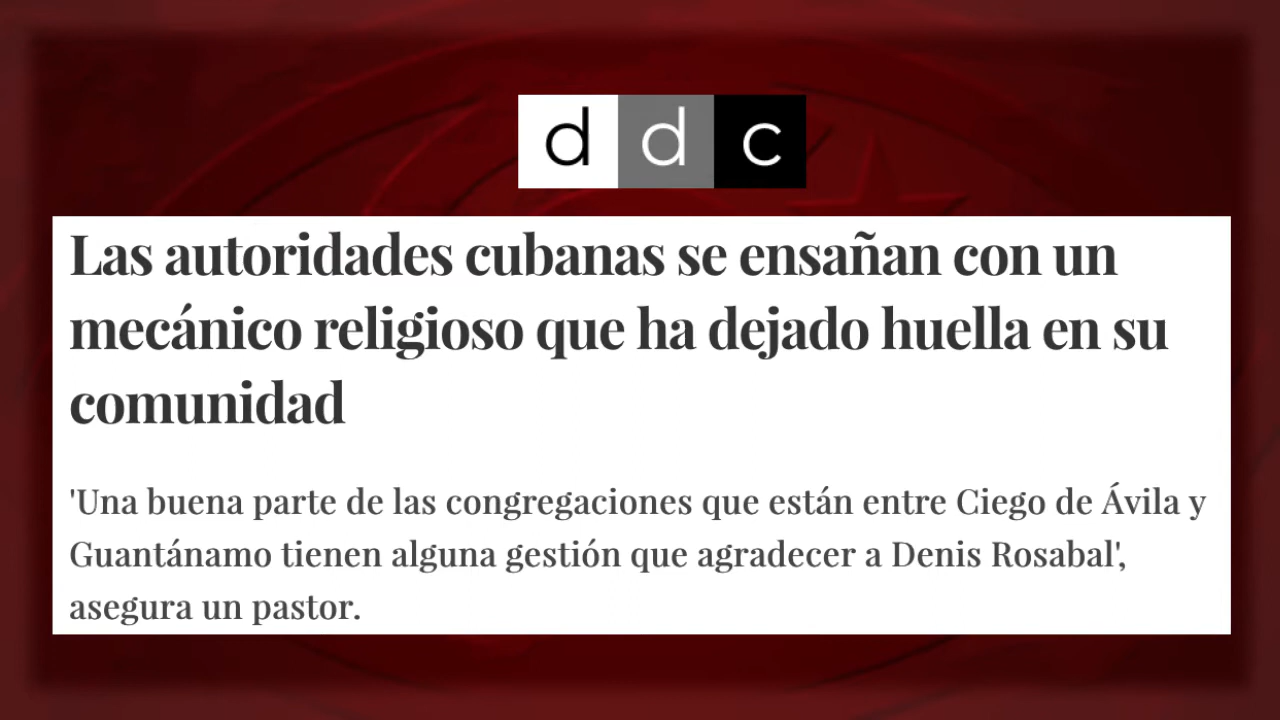 ddc
Las autoridades cubanas se ensañan con un
mecánico religioso que ha dejado huella en su
comunidad
'Una buena parte de las congregaciones que están entre Ciego de Ávila y
Guantánamo tienen alguna gestión que agradecer a Denis Rosabal',
asegura un pastor.